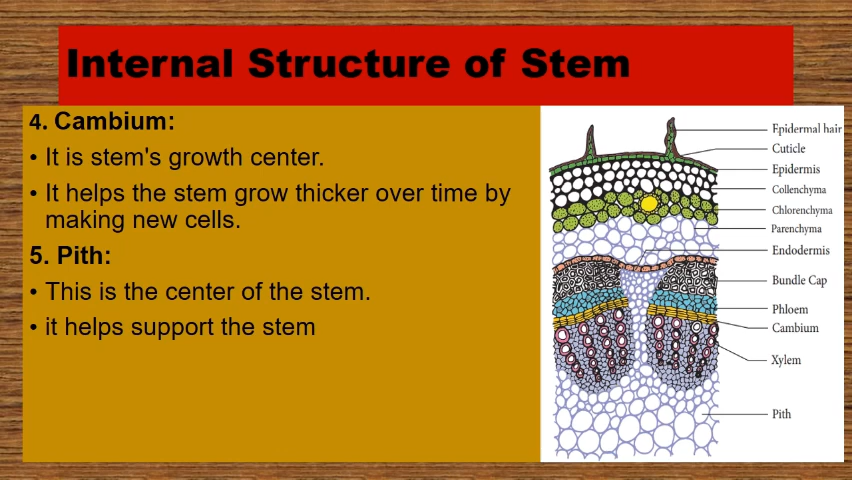 Internal Structure of Stem
4. Cambium:
• It is stem's growth center.
• It helps the stem grow thicker over time by
making new cells.
5. Pith:
• This is the center of the stem.
• it helps support the stem
Epidermal hair
Cuticle
Epidermis
Collenchyma
Chlorenchyma
Parenchyma
Endodermis
Bundle Cap
Phloem
Cambium
Xylem
Pith